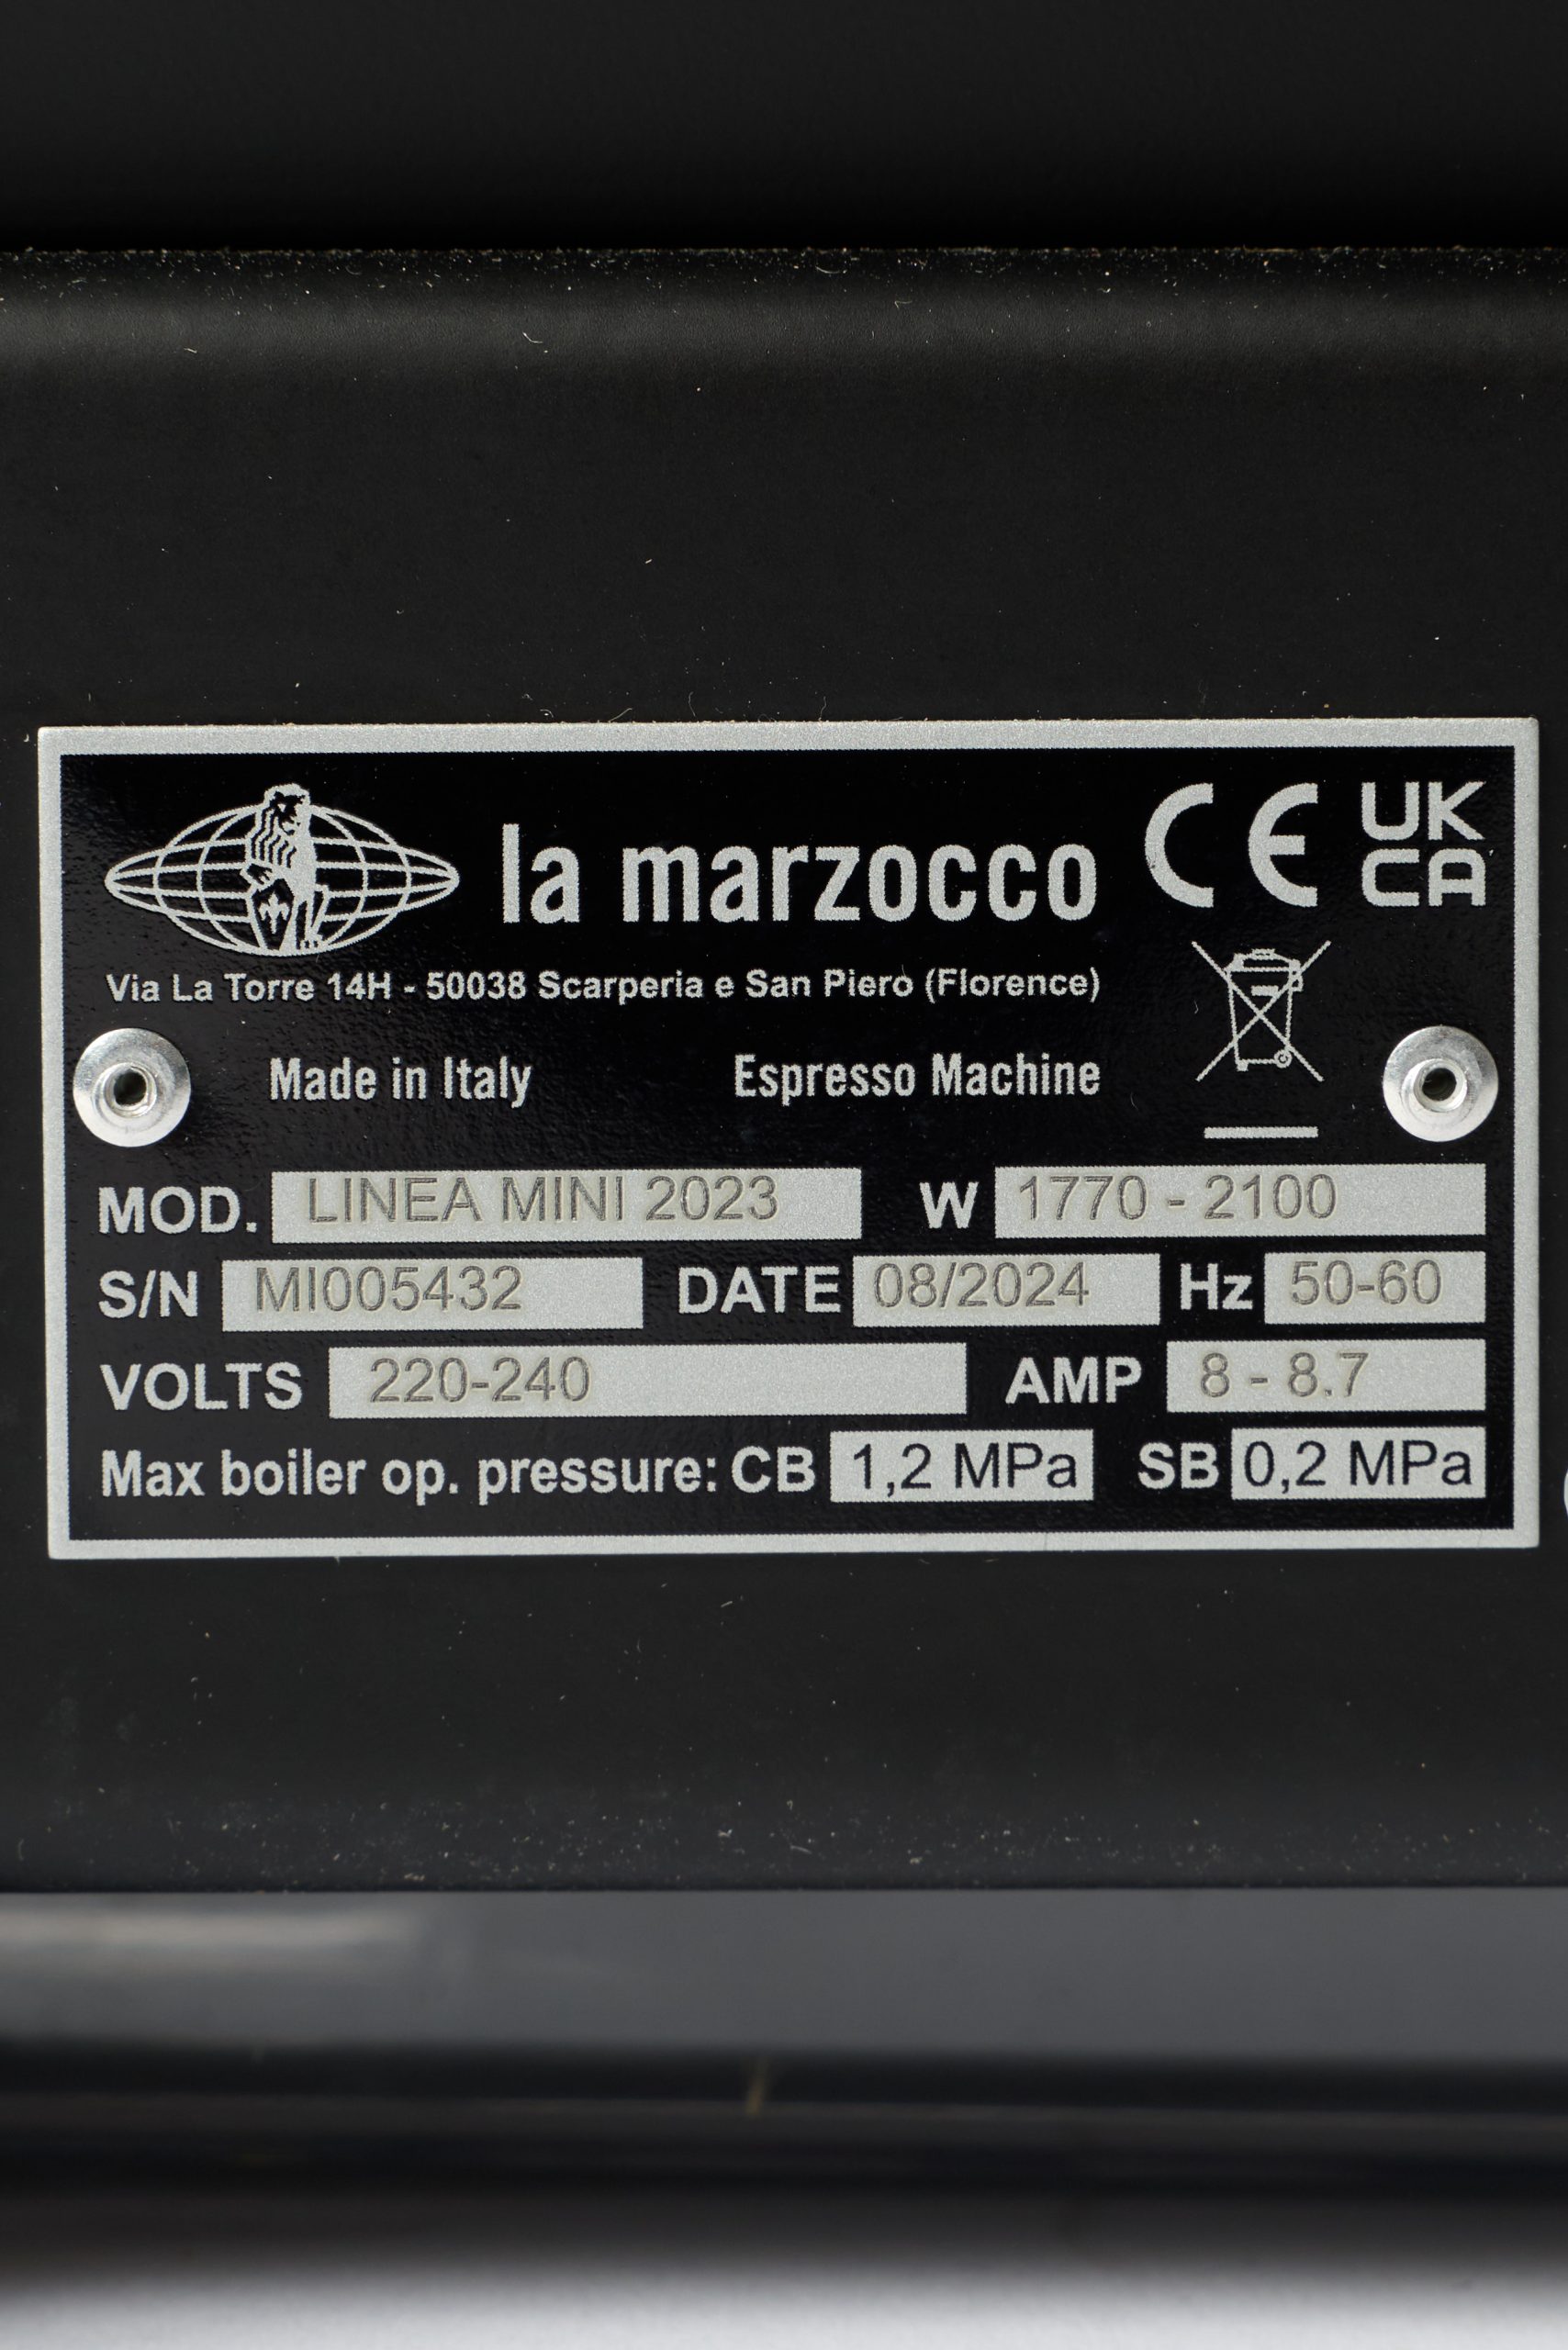 la marzocco CE UK CA
Via La Torre 14H - 50038 Scarperia e San Piero (Florence)
Made in Italy Espresso Machine
MOD. LINEA MINI 2023 W 1770 - 2100
S/N MI005432 DATE 08/2024 Hz 50-60
VOLTS 220-240 AMP 8 - 8.7
Max boiler op. pressure: CB 1,2 MPa SB 0,2 MPa